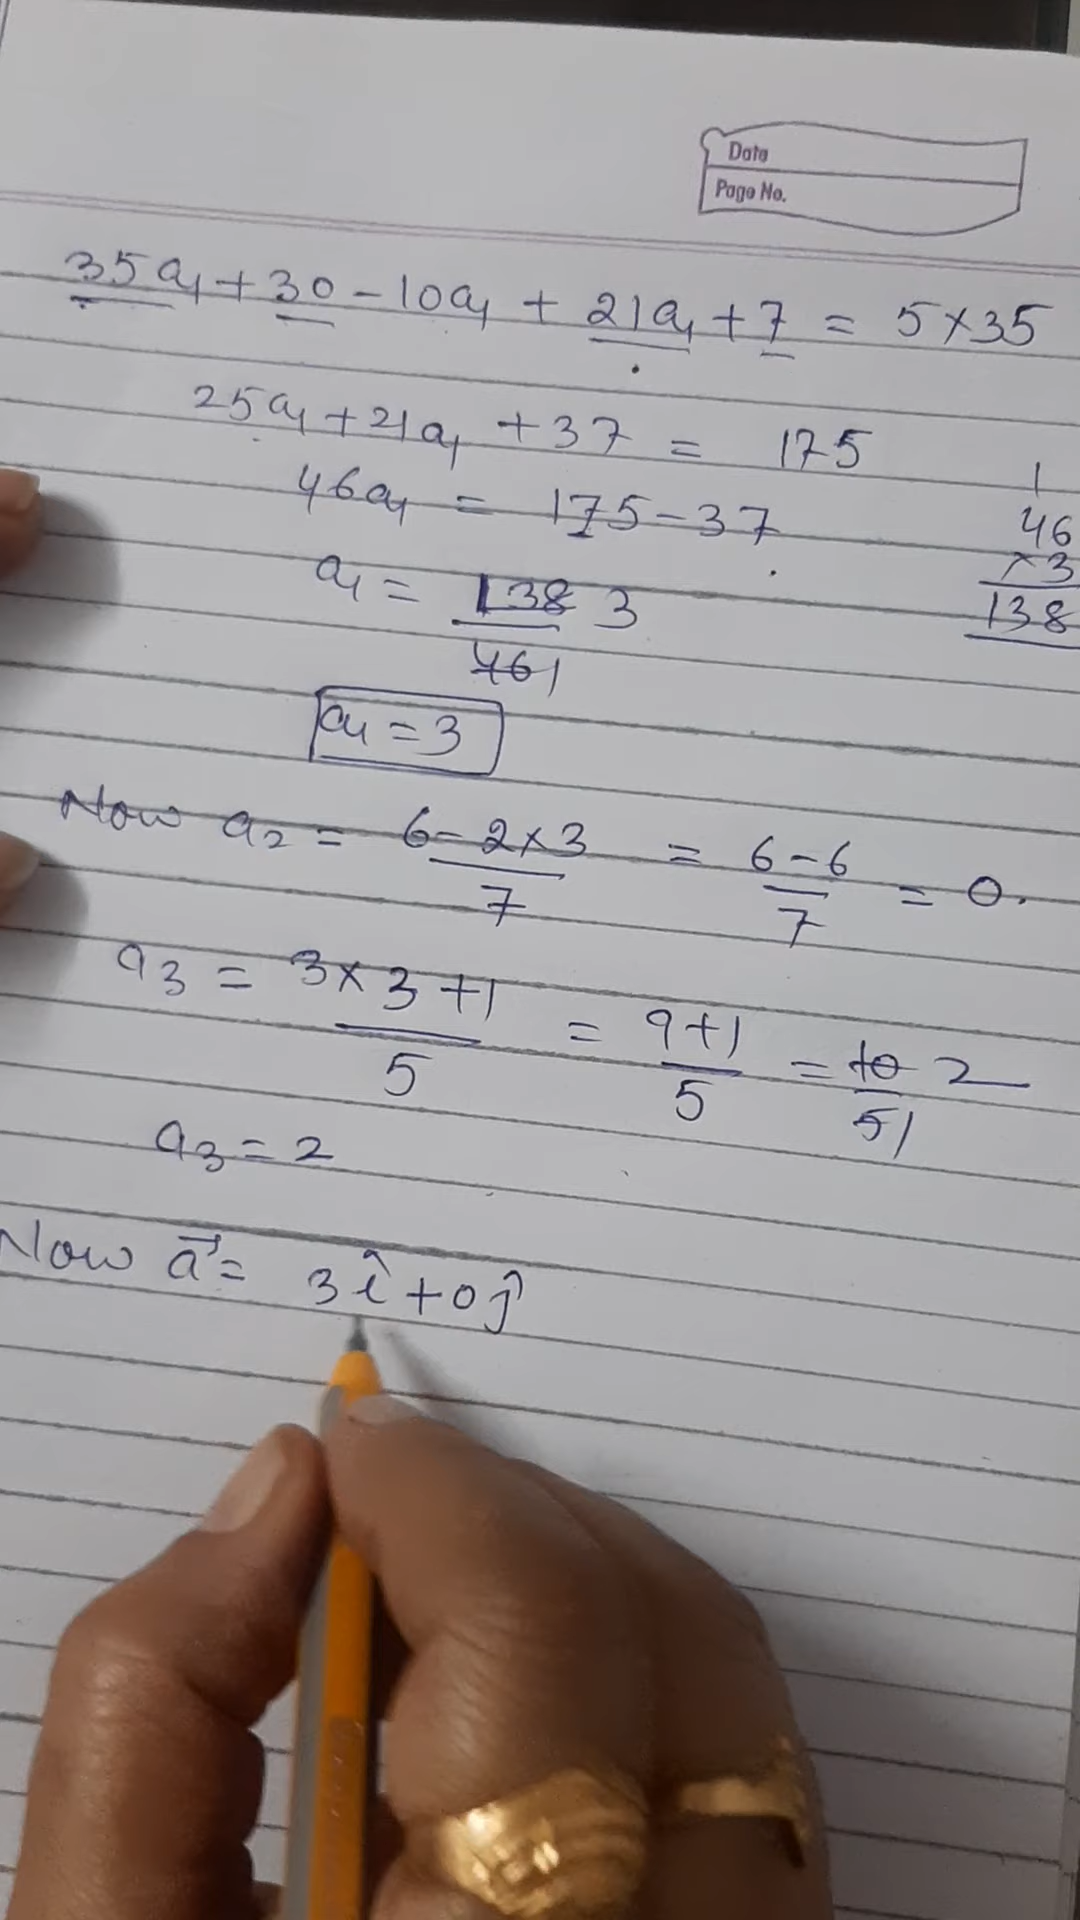 Date
Page No.
35a₁ + 30 - 10a₁ + 21a₁ + 7 = 5×35
25a₁ + 21a₁ + 37 = 175
46a₁ = 175 - 37
a₁ = 138 3
46 1
a₁ = 3
1
46
×3
138
Now a₂ = 6 - 2×3 = 6 - 6 = 0.
7 7
a₃ = 3×3+1 = 9+1 = 10 2
5 5 5 1
a₃ = 2
Now a⃗ = 3î + 0ĵ